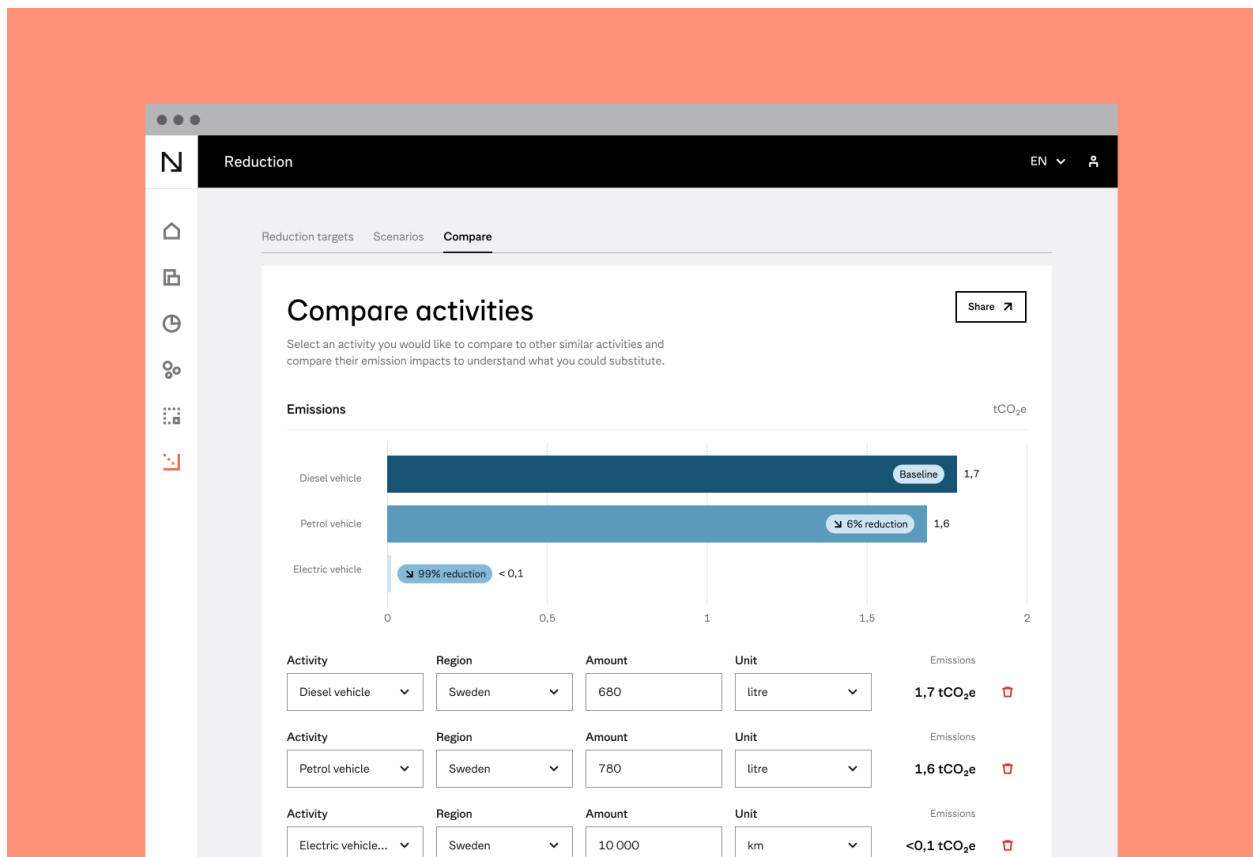 Reduction
EN
Reduction targets Scenarios Compare
Compare activities
Share
Select an activity you would like to compare to other similar activities and
compare their emission impacts to understand what you could substitute.
Emissions tCO₂e
Diesel vehicle Baseline 1,7
Petrol vehicle 6% reduction 1,6
Electric vehicle 99% reduction < 0,1
0 0,5 1 1,5 2
Activity Region Amount Unit Emissions
Diesel vehicle Sweden 680 litre 1,7 tCO₂e
Activity Region Amount Unit Emissions
Petrol vehicle Sweden 780 litre 1,6 tCO₂e
Activity Region Amount Unit Emissions
Electric vehicle... Sweden 10 000 km <0,1 tCO₂e